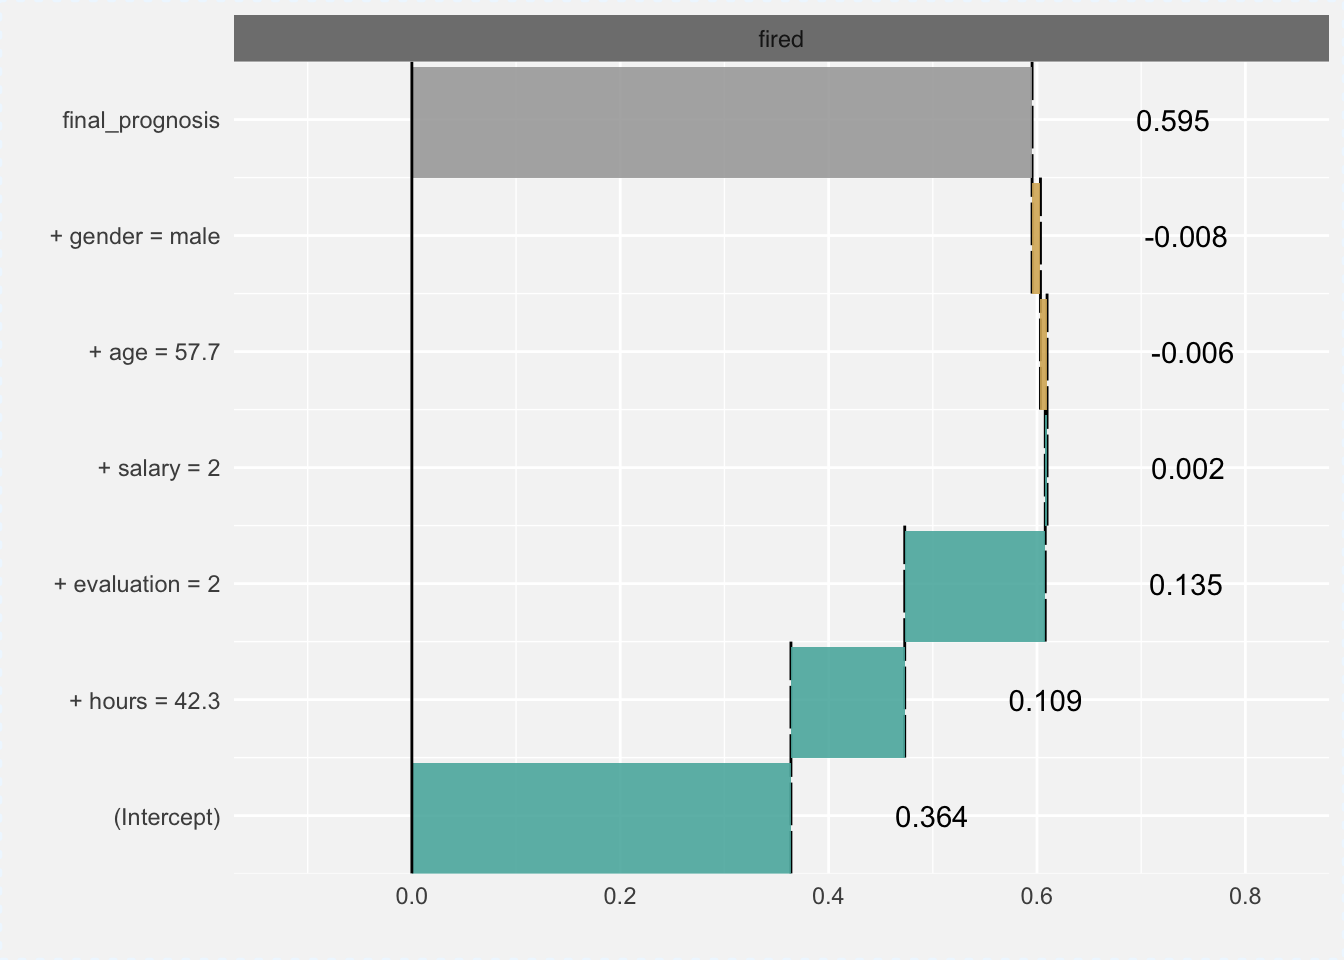 fired
final_prognosis 0.595
+ gender = male -0.008
+ age = 57.7 -0.006
+ salary = 2 0.002
+ evaluation = 2 0.135
+ hours = 42.3 0.109
(Intercept) 0.364
0.0 0.2 0.4 0.6 0.8